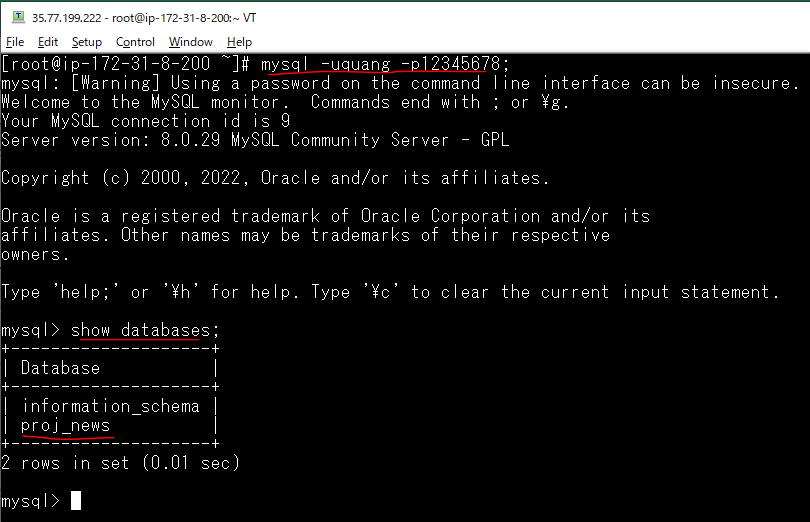 35.77.199.222 - root@ip-172-31-8-200:~ VT
File Edit Setup Control Window Help
[root@ip-172-31-8-200 ~]# mysql -uquang -p12345678;
mysql: [Warning] Using a password on the command line interface can be insecure.
Welcome to the MySQL monitor.  Commands end with ; or ¥g.
Your MySQL connection id is 9
Server version: 8.0.29 MySQL Community Server - GPL
Copyright (c) 2000, 2022, Oracle and/or its affiliates.
Oracle is a registered trademark of Oracle Corporation and/or its
affiliates. Other names may be trademarks of their respective
owners.
Type 'help;' or '¥h' for help. Type '¥c' to clear the current input statement.
mysql> show databases;
+--------------------+
| Database           |
+--------------------+
| information_schema |
| proj_news          |
+--------------------+
2 rows in set (0.01 sec)
mysql>